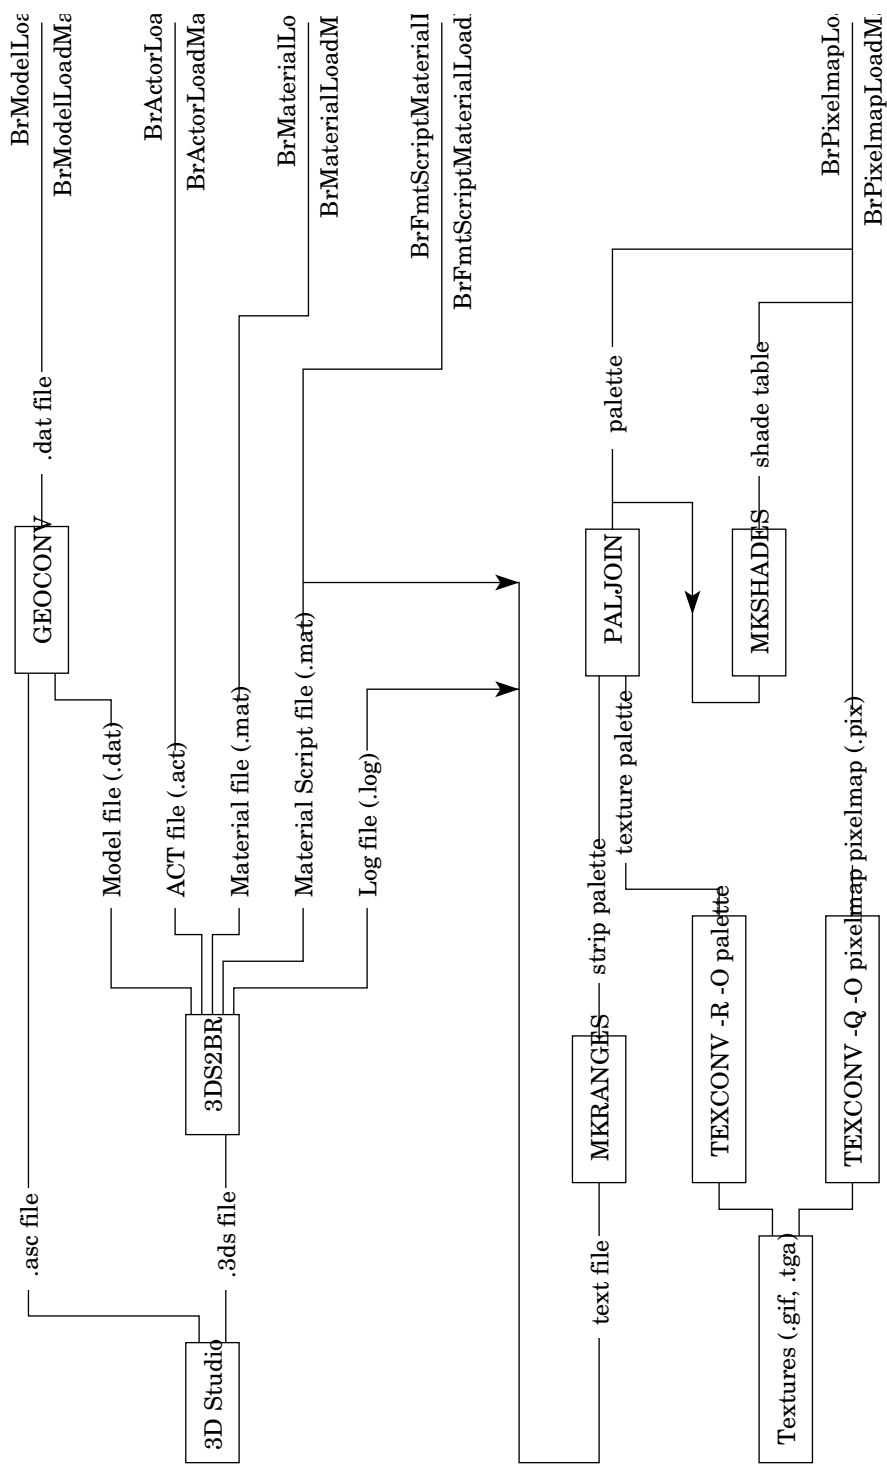 BrModelLoa
BrModelLoadMa
.dat file
GEOCONV
Model file (.dat)
.asc file
BrActorLoa
BrActorLoadMa
ACT file (.act)
BrMaterialLo
BrMaterialLoadM
Material file (.mat)
BrFmtScriptMaterial
BrFmtScriptMaterialLoad
Material Script file (.mat)
Log file (.log)
3DS2BR
.3ds file
3D Studio
palette
PALJOIN
strip palette
texture palette
MKRANGES
text file
shade table
MKSHADES
TEXCONV -R -O palette
BrPixelmapLo
BrPixelmapLoadM
pixelmap (.pix)
TEXCONV -Q -O pixelmap
Textures (.gif, .tga)